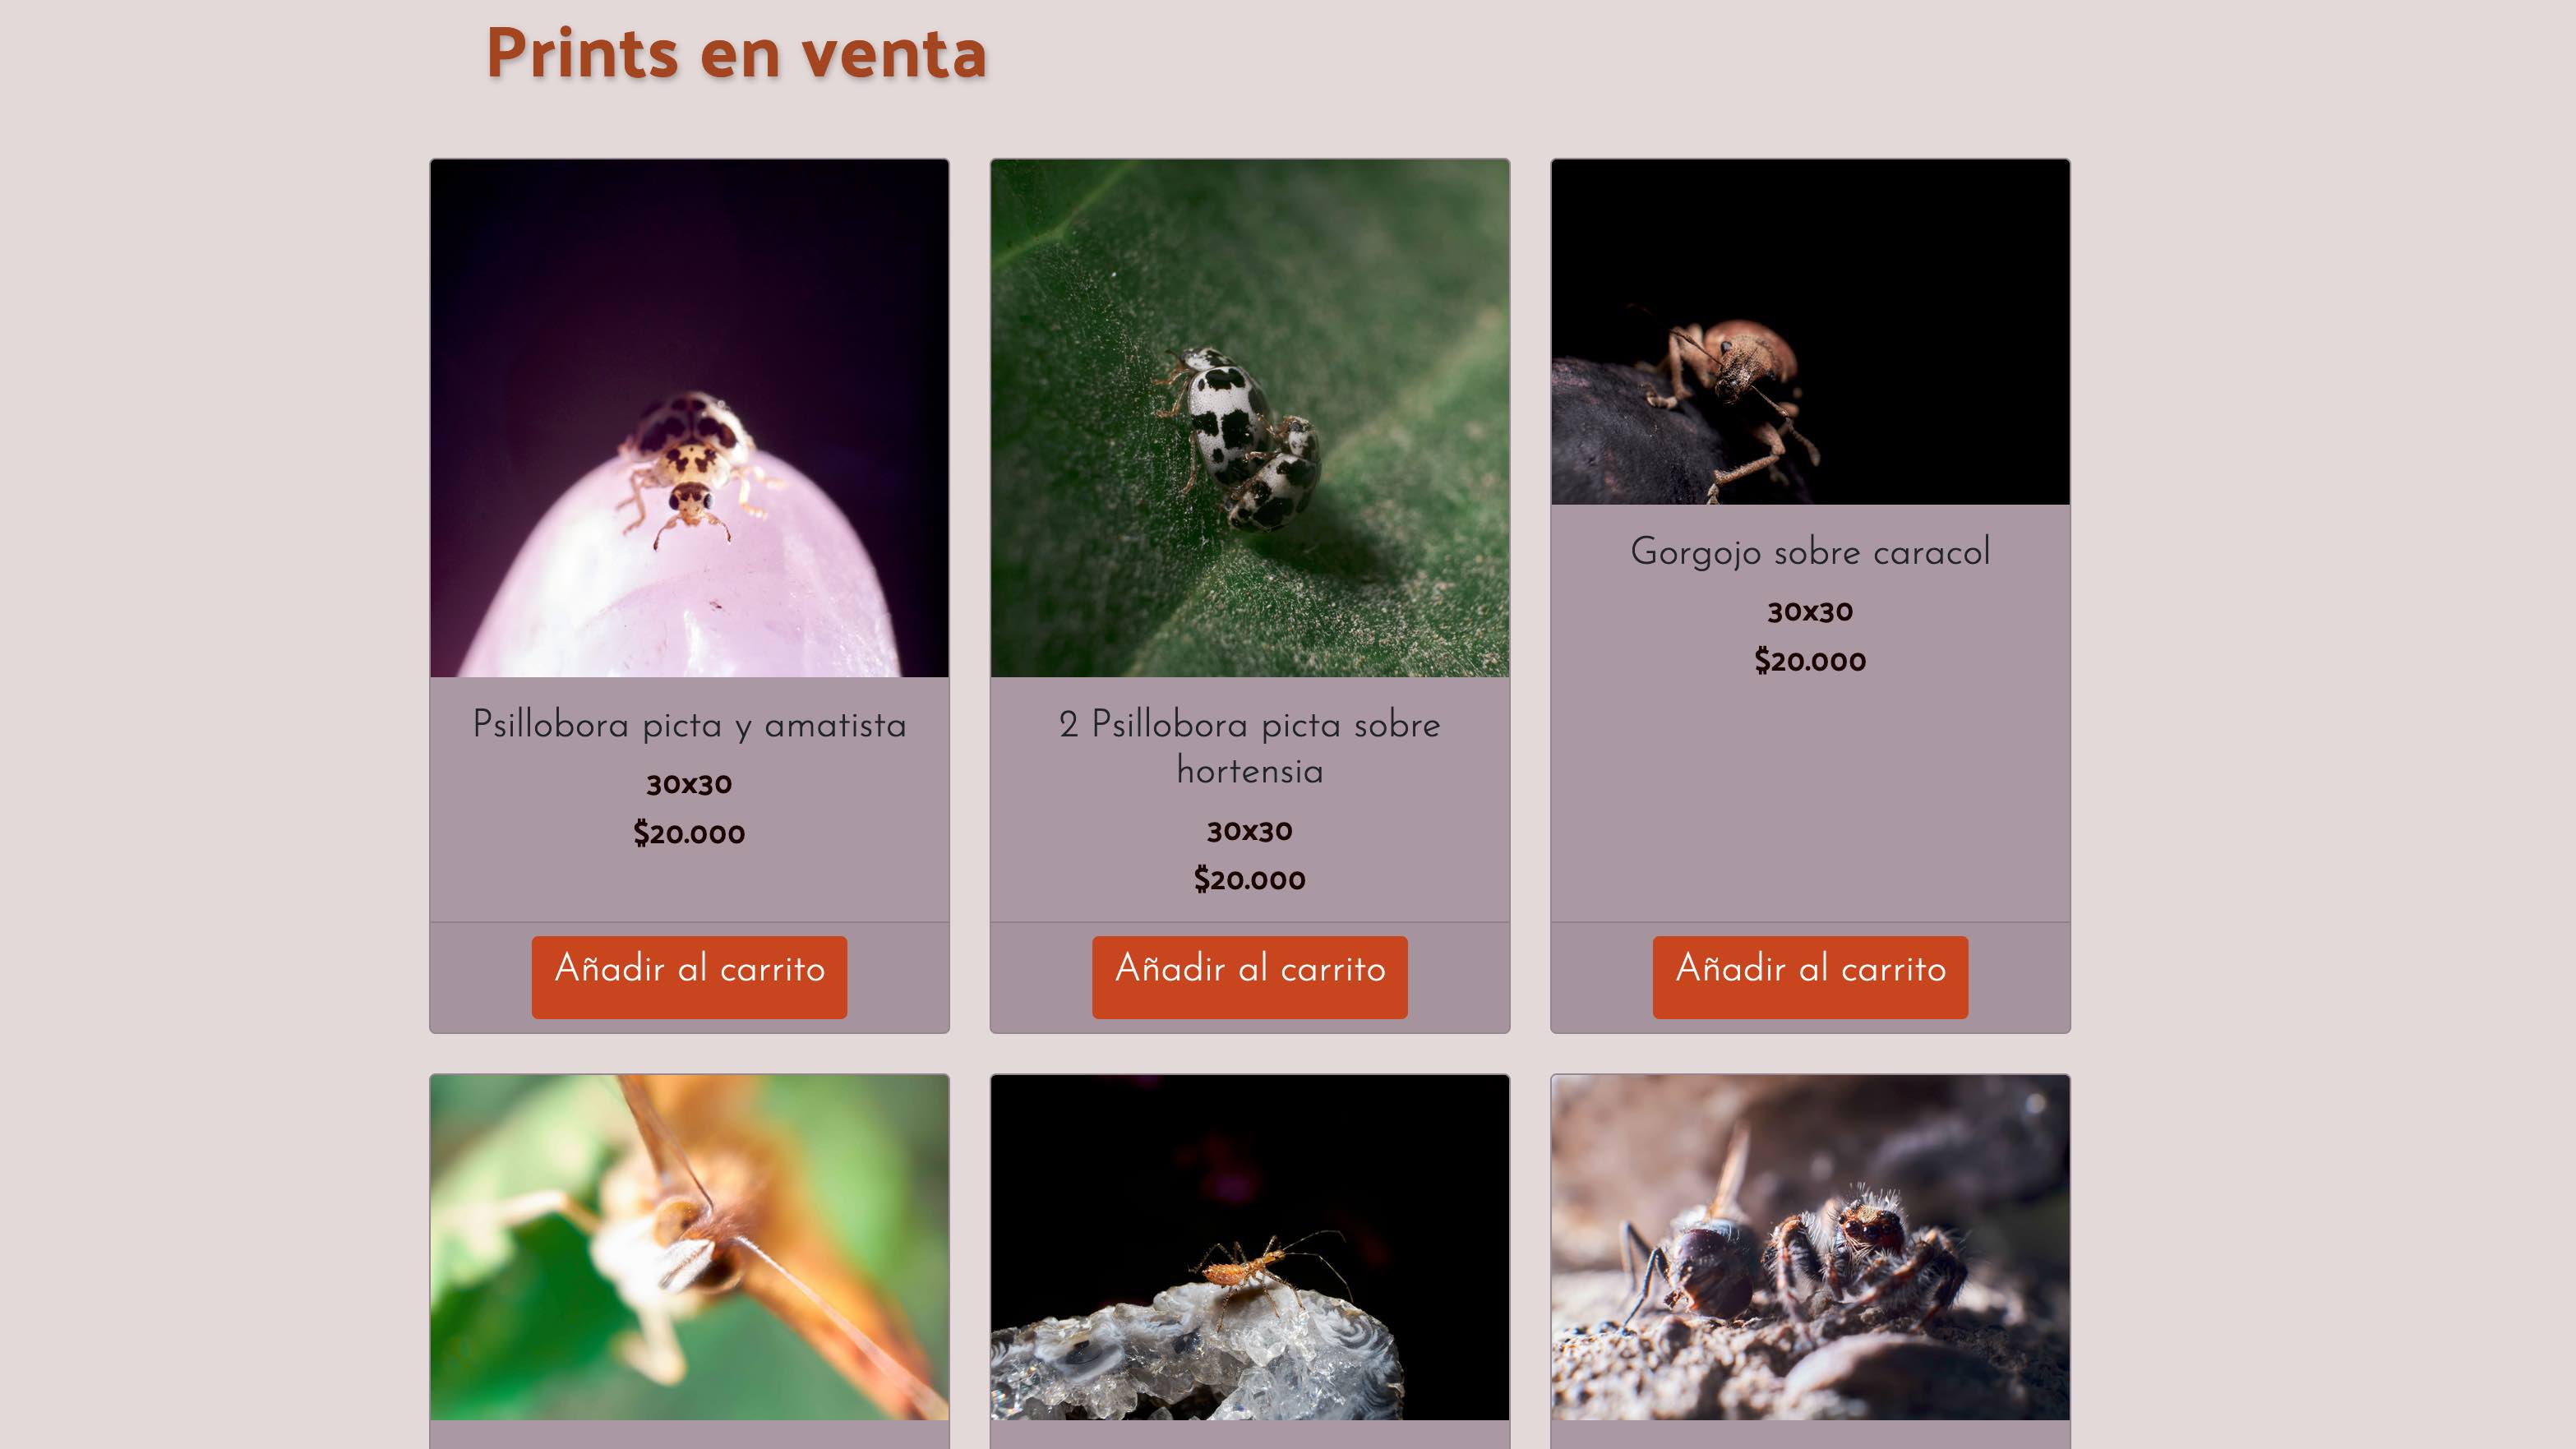 Prints en venta
Psillobora picta y amatista
30x30
$20.000
Añadir al carrito
2 Psillobora picta sobre
hortensia
30x30
$20.000
Añadir al carrito
Gorgojo sobre caracol
30x30
$20.000
Añadir al carrito